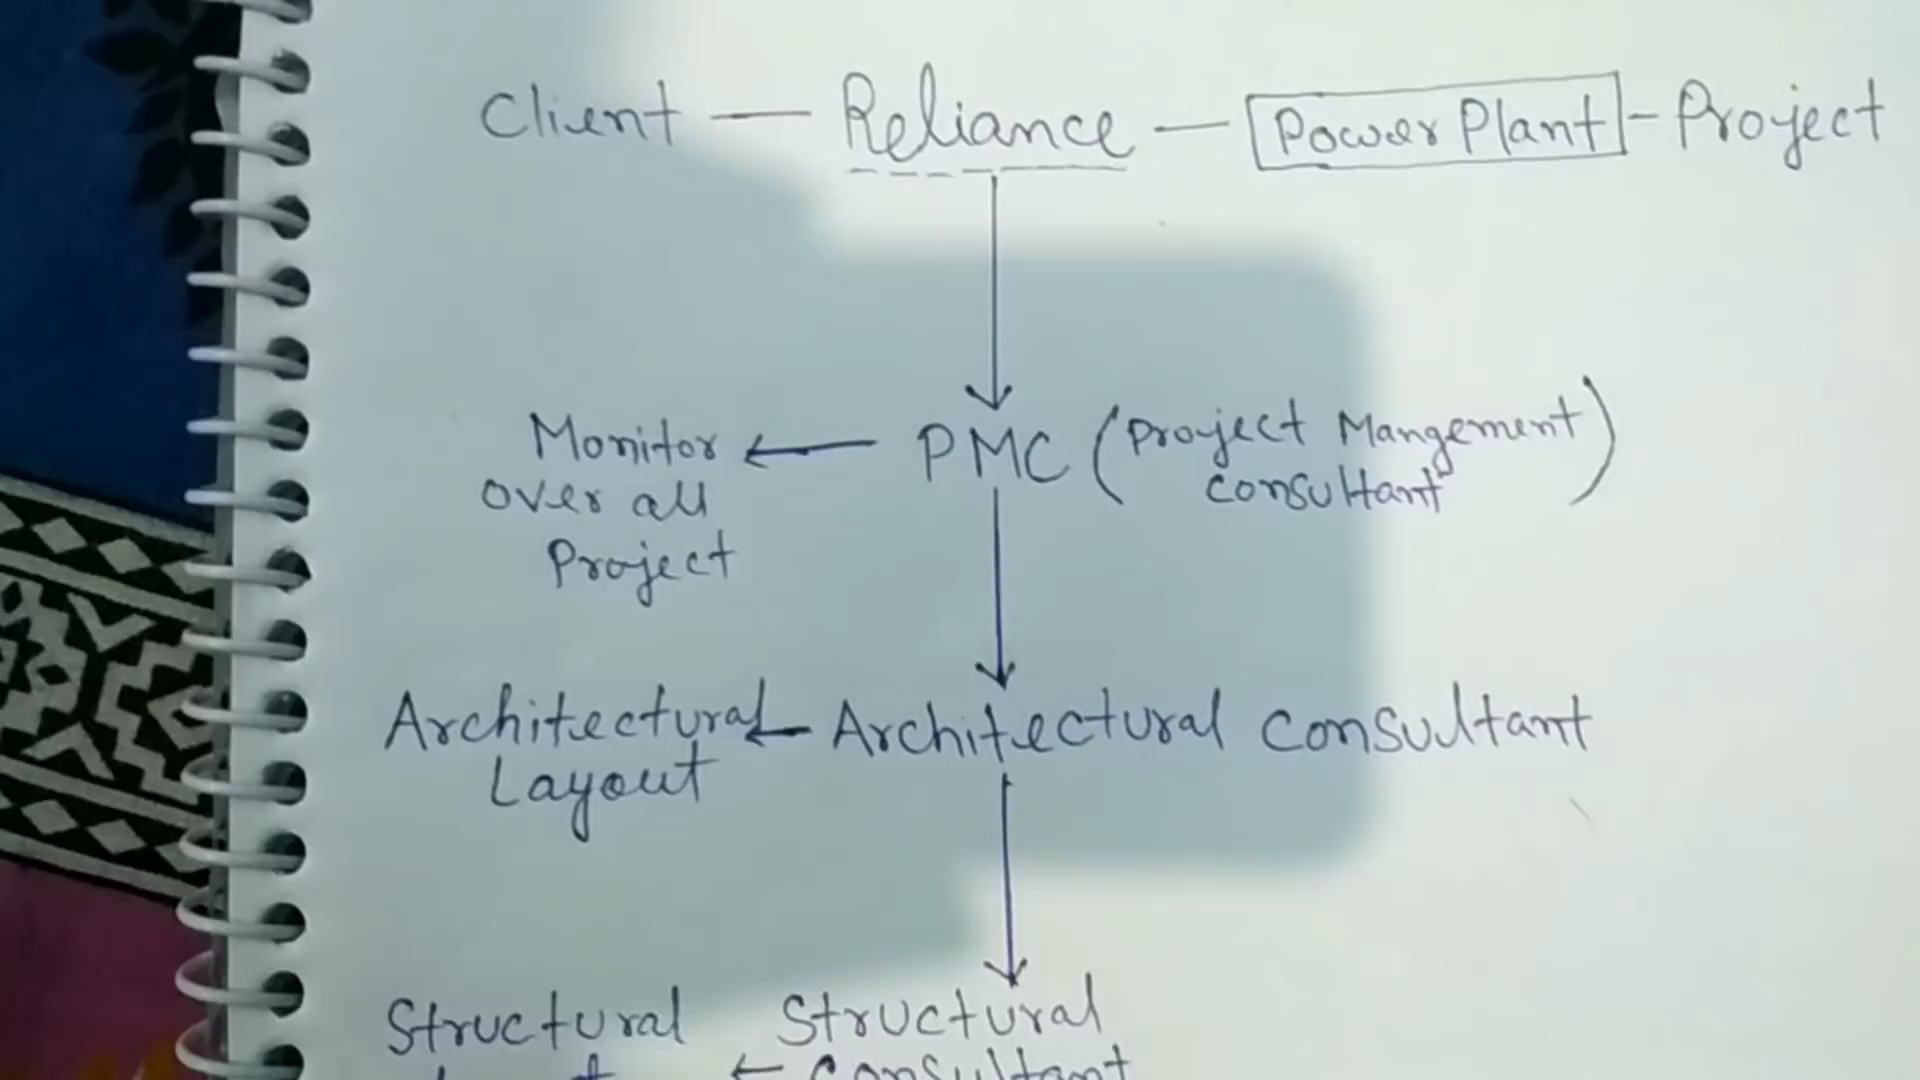 Client — Reliance — Power Plant - Project
Monitor ← PMC (Project Mangement
over all consultant)
Project
Architectural ← Architectural consultant
Layout
Structural Structural
← consultant